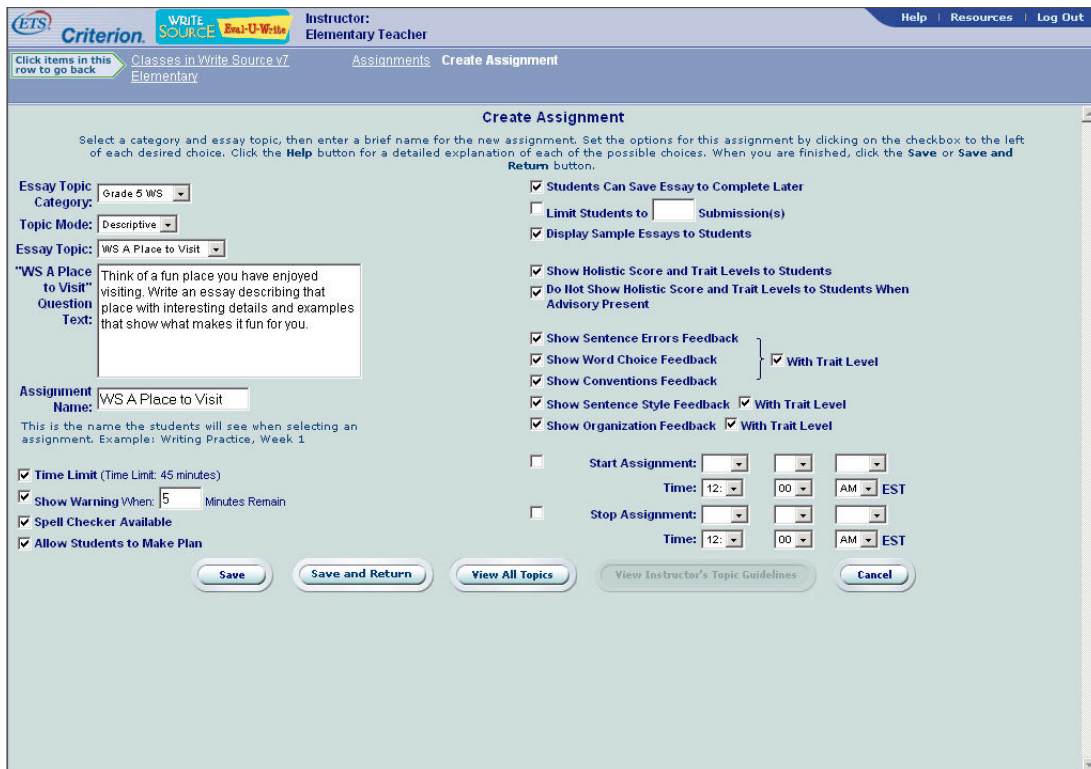 ETS Criterion. WRITE SOURCE Eval-U-Write
Instructor:
Elementary Teacher
Help | Resources | Log Out
Click items in this
row to go back
Classes in Write Source v7
Elementary
Assignments Create Assignment
Create Assignment
Select a category and essay topic, then enter a brief name for the new assignment. Set the options for this assignment by clicking on the checkbox to the left
of each desired choice. Click the Help button for a detailed explanation of each of the possible choices. When you are finished, click the Save or Save and
Return button.
Essay Topic
Category: Grade 5 WS
Topic Mode: Descriptive
Essay Topic: WS A Place to Visit
"WS A Place
to Visit"
Question
Text:
Think of a fun place you have enjoyed
visiting. Write an essay describing that
place with interesting details and examples
that show what makes it fun for you.
Assignment
Name: WS A Place to Visit
This is the name the students will see when selecting an
assignment. Example: Writing Practice, Week 1
Time Limit (Time Limit: 45 minutes)
Show Warning When: 5 Minutes Remain
Spell Checker Available
Allow Students to Make Plan
Students Can Save Essay to Complete Later
Limit Students to Submission(s)
Display Sample Essays to Students
Show Holistic Score and Trait Levels to Students
Do Not Show Holistic Score and Trait Levels to Students When
Advisory Present
Show Sentence Errors Feedback
Show Word Choice Feedback With Trait Level
Show Conventions Feedback
Show Sentence Style Feedback With Trait Level
Show Organization Feedback With Trait Level
Start Assignment:
Time: 12: 00 AM EST
Stop Assignment:
Time: 12: 00 AM EST
Save Save and Return View All Topics View Instructor's Topic Guidelines Cancel